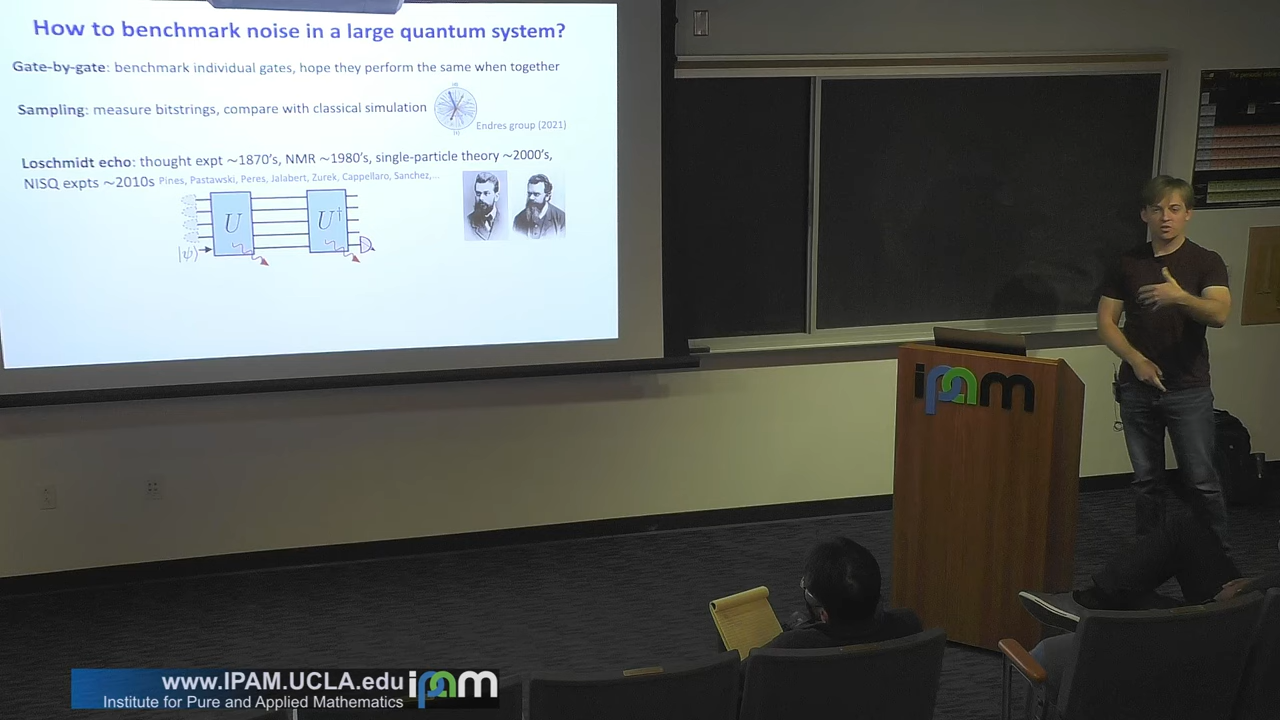 How to benchmark noise in a large quantum system?
Gate-by-gate: benchmark individual gates, hope they perform the same when together
Sampling: measure bitstrings, compare with classical simulation
Endres group (2021)
Loschmidt echo: thought expt ~1870's, NMR ~1980's, single-particle theory ~2000's,
NISQ expts ~2010s Pines, Pastawski, Peres, Jalabert, Zurek, Cappellaro, Sanchez,...
U U†
|ψ⟩
ipam
www.IPAM.UCLA.edu ipam
Institute for Pure and Applied Mathematics